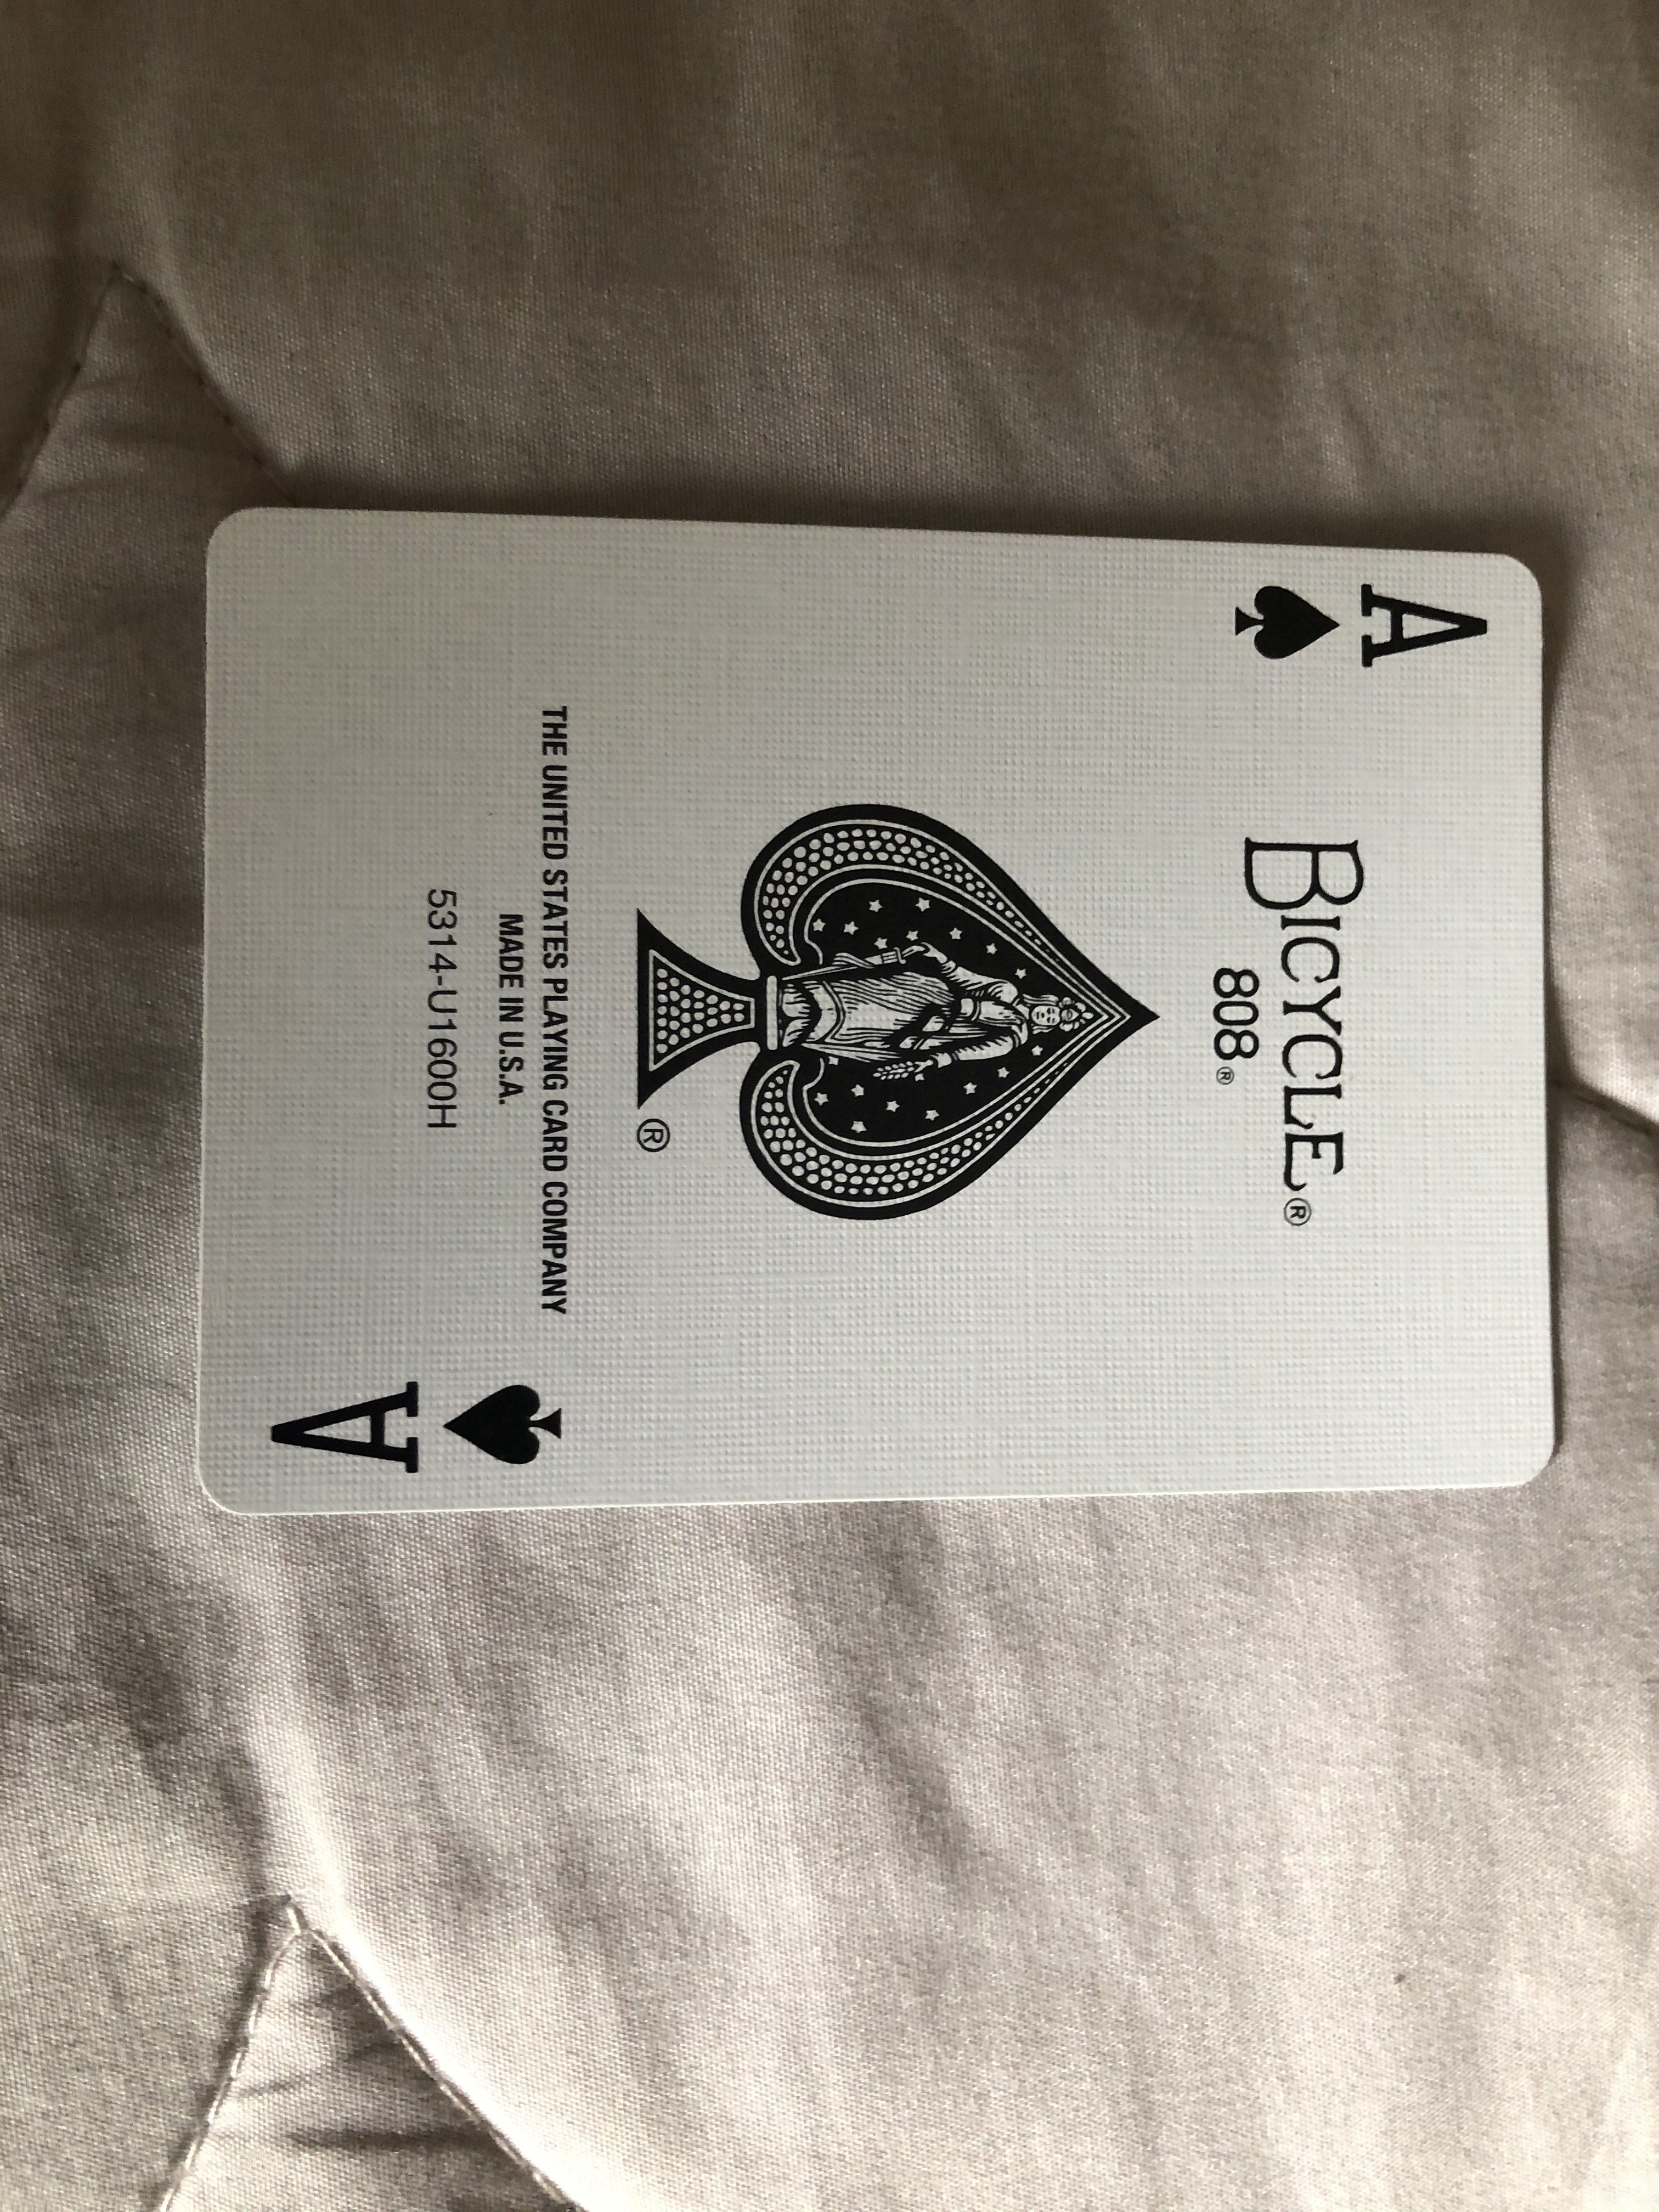 A
BICYCLE®
808®
®
THE UNITED STATES PLAYING CARD COMPANY
MADE IN U.S.A.
5314-U1600H
A